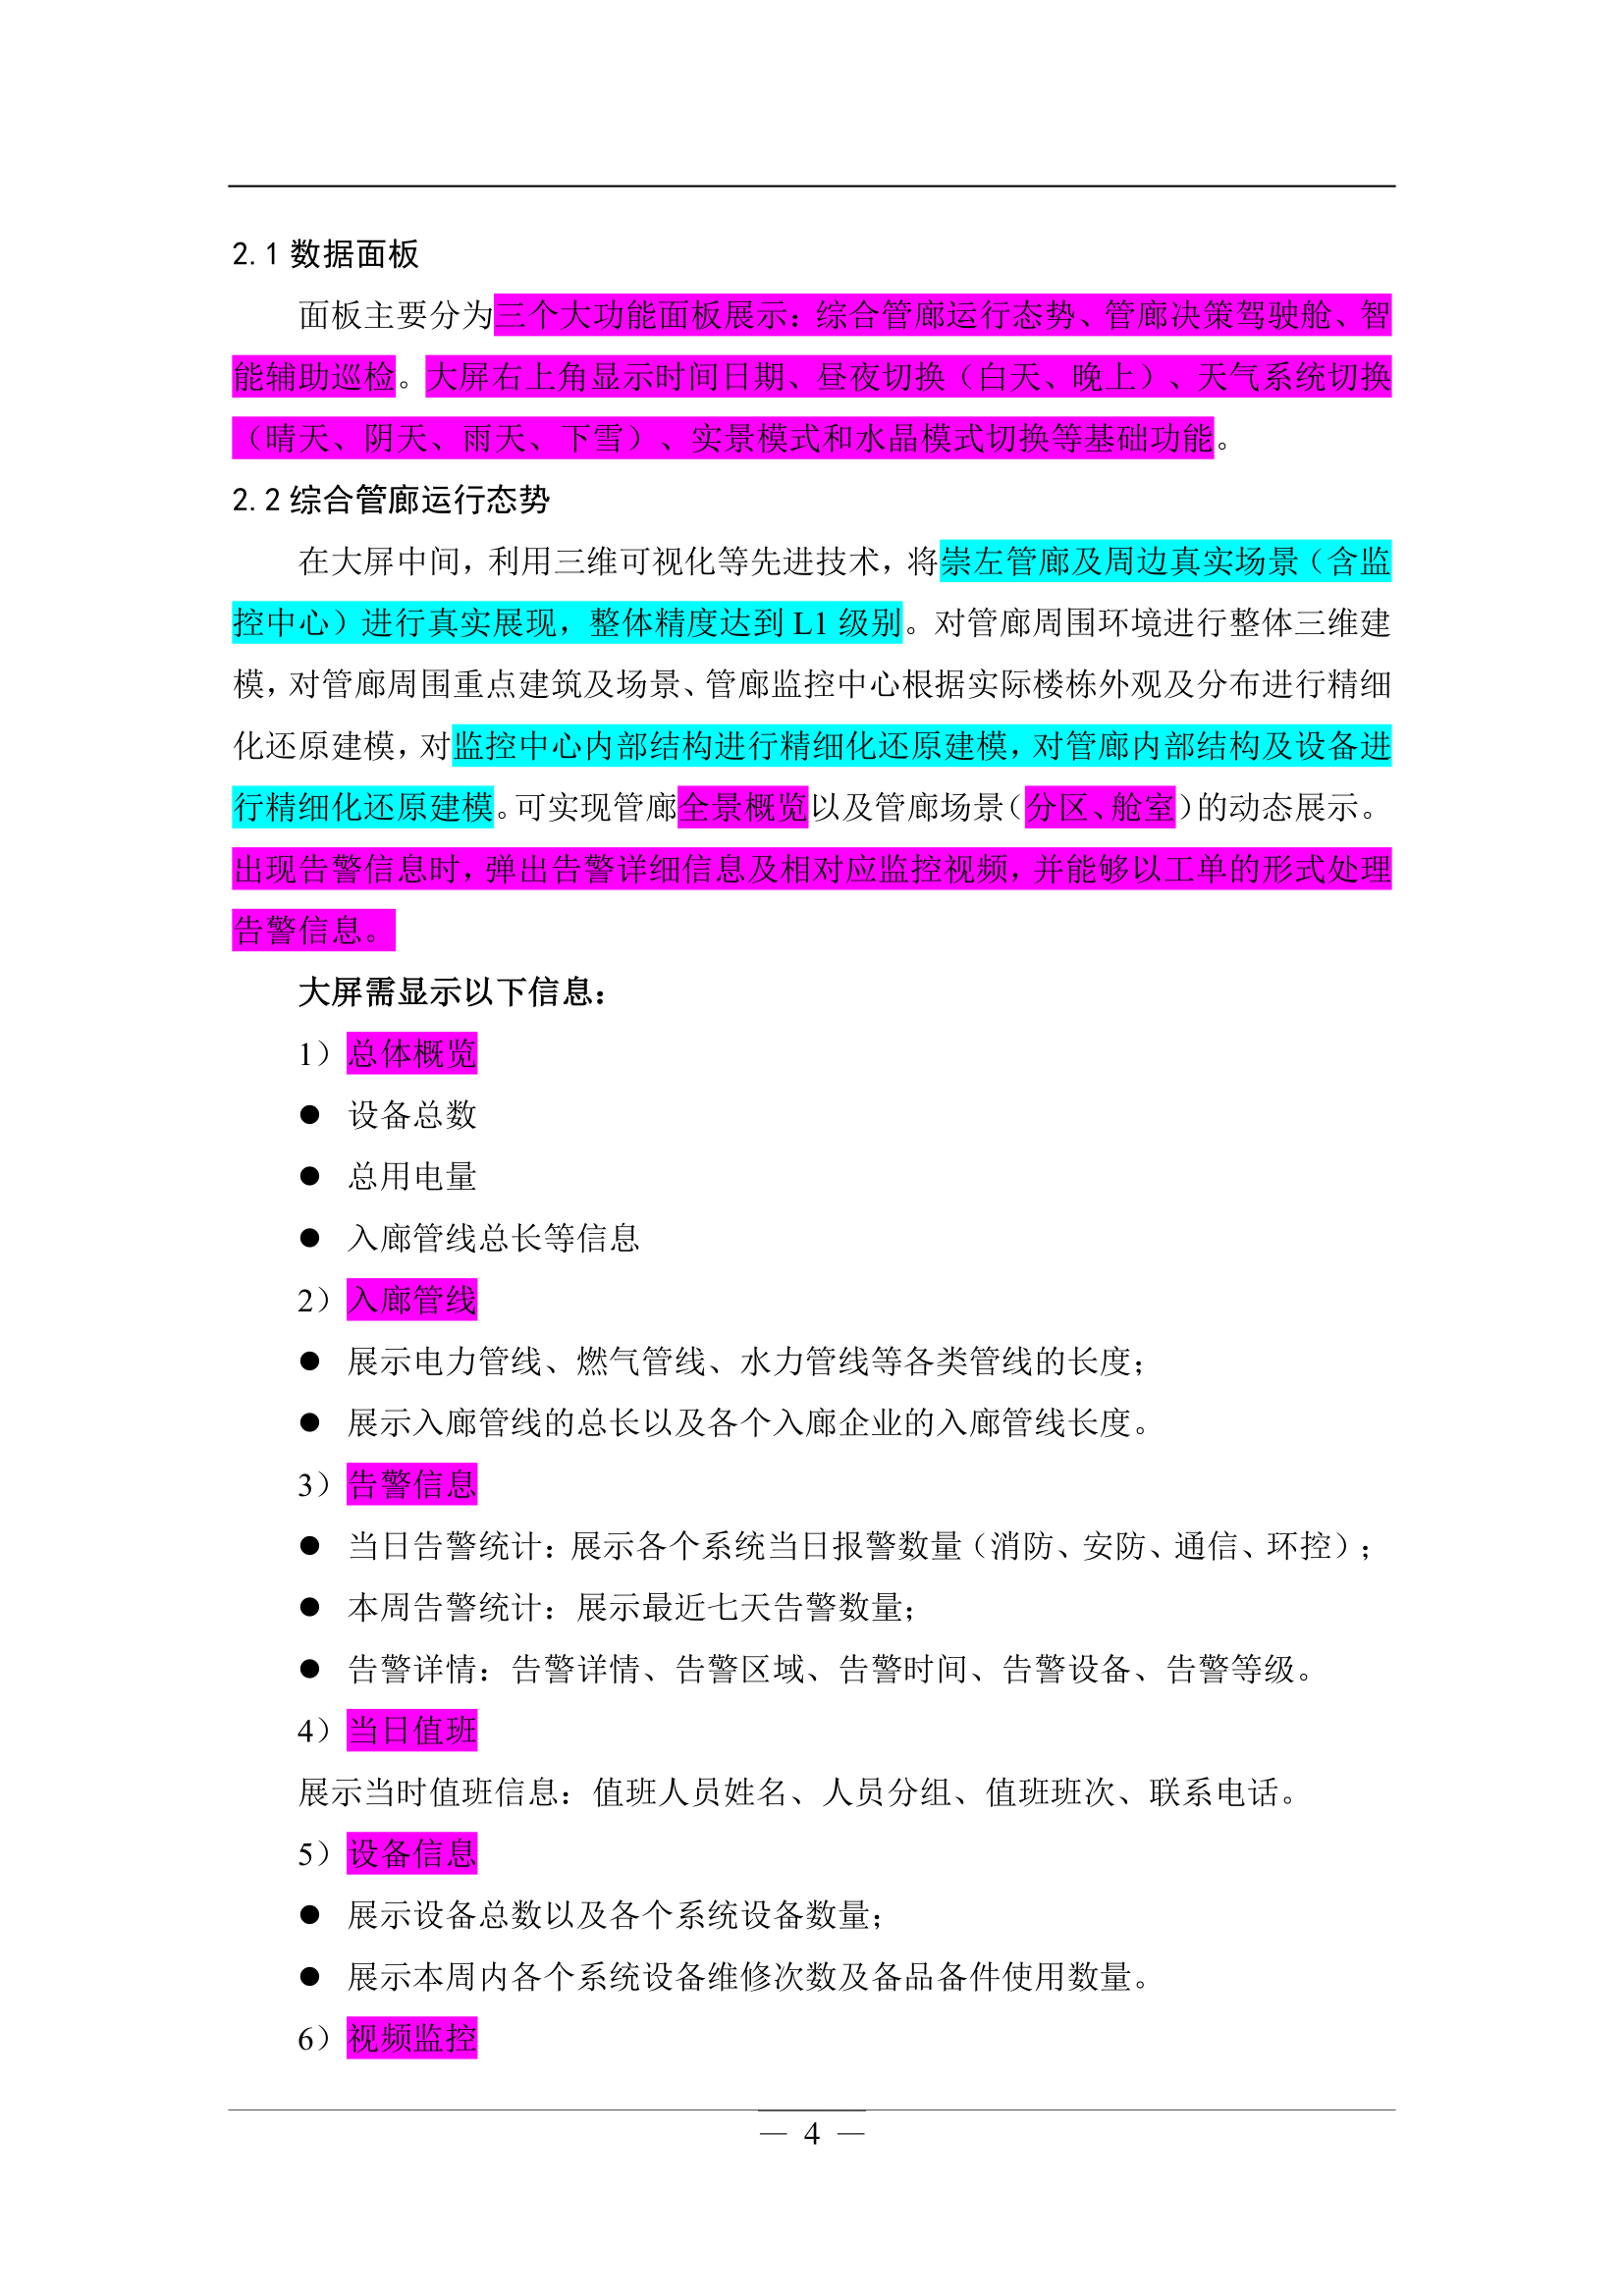 2.1 数据面板
面板主要分为三个大功能面板展示：综合管廊运行态势、管廊决策驾驶舱、智
能辅助巡检。大屏右上角显示时间日期、昼夜切换（白天、晚上）、天气系统切换
（晴天、阴天、雨天、下雪）、实景模式和水晶模式切换等基础功能。
2.2 综合管廊运行态势
在大屏中间，利用三维可视化等先进技术，将崇左管廊及周边真实场景（含监
控中心）进行真实展现，整体精度达到 L1 级别。对管廊周围环境进行整体三维建
模，对管廊周围重点建筑及场景、管廊监控中心根据实际楼栋外观及分布进行精细
化还原建模，对监控中心内部结构进行精细化还原建模，对管廊内部结构及设备进
行精细化还原建模。可实现管廊全景概览以及管廊场景（分区、舱室）的动态展示。
出现告警信息时，弹出告警详细信息及相对应监控视频，并能够以工单的形式处理
告警信息。
大屏需显示以下信息：
1）总体概览
● 设备总数
● 总用电量
● 入廊管线总长等信息
2）入廊管线
● 展示电力管线、燃气管线、水力管线等各类管线的长度；
● 展示入廊管线的总长以及各个入廊企业的入廊管线长度。
3）告警信息
● 当日告警统计：展示各个系统当日报警数量（消防、安防、通信、环控）；
● 本周告警统计：展示最近七天告警数量；
● 告警详情：告警详情、告警区域、告警时间、告警设备、告警等级。
4）当日值班
展示当时值班信息：值班人员姓名、人员分组、值班班次、联系电话。
5）设备信息
● 展示设备总数以及各个系统设备数量；
● 展示本周内各个系统设备维修次数及备品备件使用数量。
6）视频监控
— 4 —